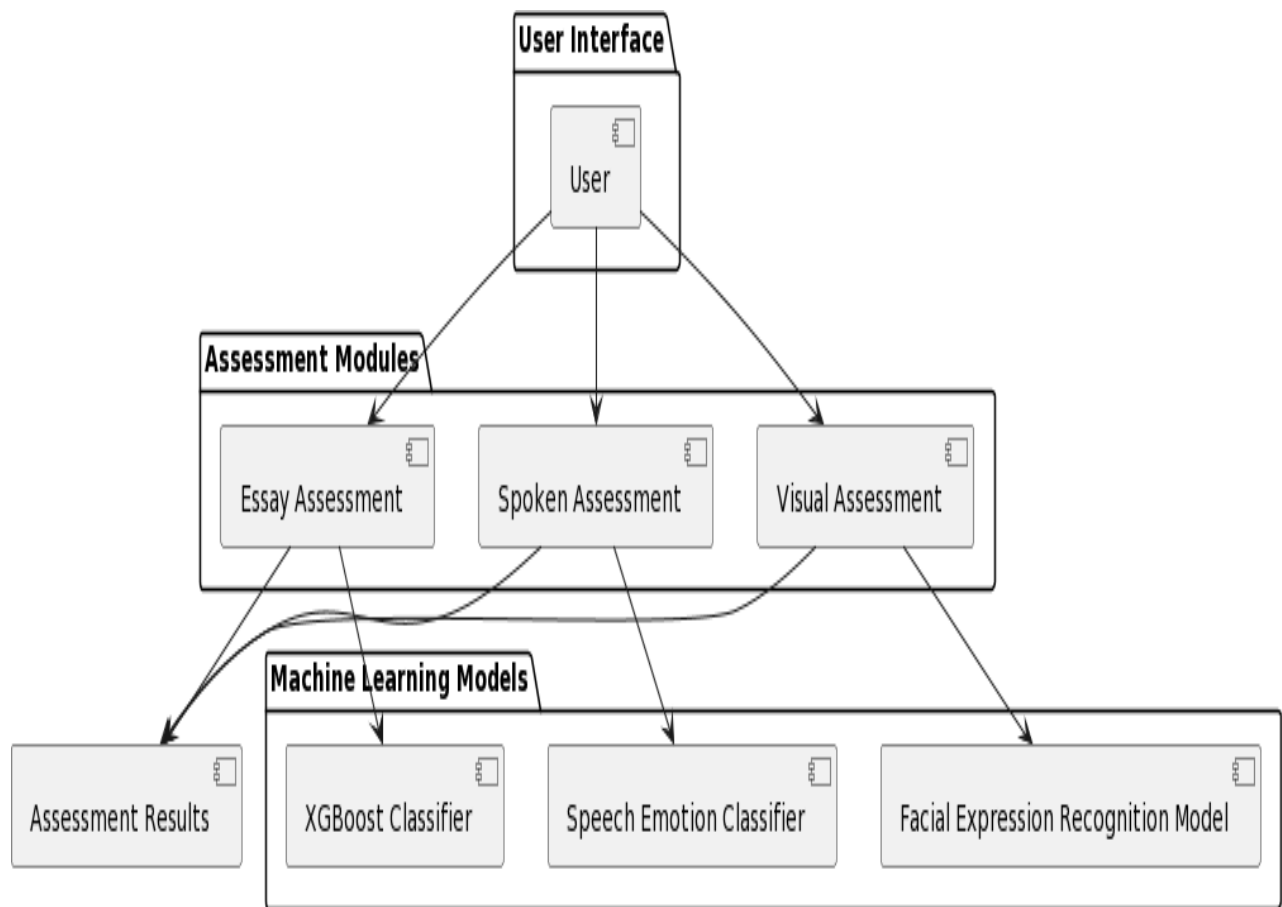 User Interface
User
Assessment Modules
Essay Assessment
Spoken Assessment
Visual Assessment
Machine Learning Models
Assessment Results
XGBoost Classifier
Speech Emotion Classifier
Facial Expression Recognition Model